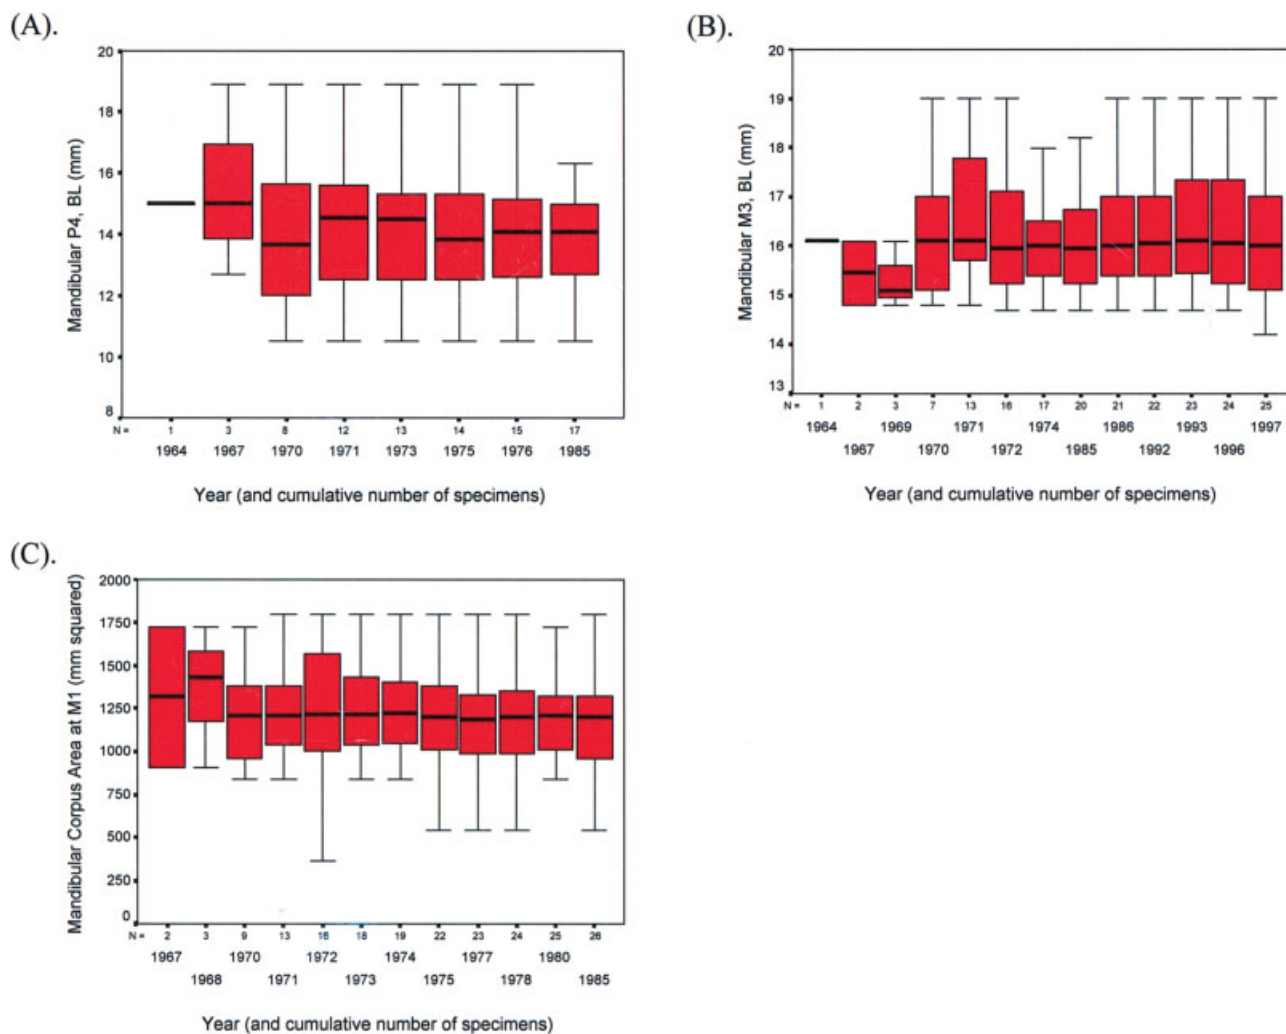 (A).
Mandibular P4, BL (mm)
20
18
16
14
12
10
8
N = 1 3 8 12 13 14 15 17
1964 1967 1970 1971 1973 1975 1976 1985
Year (and cumulative number of specimens)
(B).
Mandibular M3, BL (mm)
20
19
18
17
16
15
14
13
N = 1 2 3 7 13 16 17 20 21 22 23 24 25
1964 1969 1971 1974 1986 1993 1997
1967 1970 1972 1985 1992 1996
Year (and cumulative number of specimens)
(C).
Mandibular Corpus Area at M1 (mm squared)
2000
1750
1500
1250
1000
750
500
250
0
N = 2 3 9 13 16 18 19 22 23 24 25 26
1967 1970 1972 1974 1977 1980
1968 1971 1973 1975 1978 1985
Year (and cumulative number of specimens)